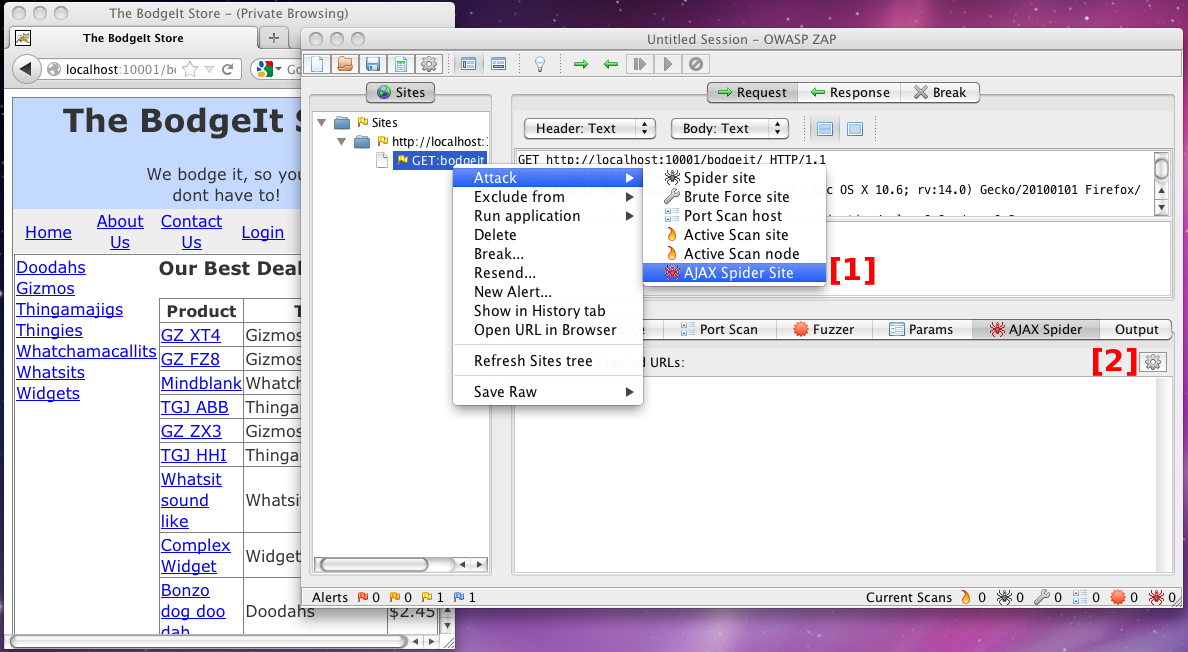 The BodgeIt Store – (Private Browsing)
The BodgeIt Store
localhost:10001/b
Go
The BodgeIt S
We bodge it, so you
dont have to!
Home
About Us
Contact Us
Login
Doodahs
Gizmos
Thingamajigs
Thingies
Whatchamacallits
Whatsits
Widgets
Our Best Deal
Product T
GZ XT4 Gizmos
GZ FZ8 Gizmos
Mindblank Whatch
TGJ ABB Thinga
GZ ZX3 Gizmos
TGJ HHI Thinga
Whatsit sound like Whatsi
Complex Widget Widget
Bonzo dog doo dah Doodahs $2.45
Untitled Session – OWASP ZAP
Sites
Request
Response
Break
Sites
http://localhost:
GET:bodgeit
Header: Text
Body: Text
GET http://localhost:10001/bodgeit/ HTTP/1.1
Mac OS X 10.6; rv:14.0) Gecko/20100101 Firefox/
Attack
Exclude from
Run application
Delete
Break...
Resend...
New Alert...
Show in History tab
Open URL in Browser
Refresh Sites tree
Save Raw
Spider site
Brute Force site
Port Scan host
Active Scan site
Active Scan node
AJAX Spider Site
[1]
Port Scan
Fuzzer
Params
AJAX Spider
Output
Crawled URLs:
[2]
Alerts 0 0 1 1
Current Scans 0 0 0 0 0 0